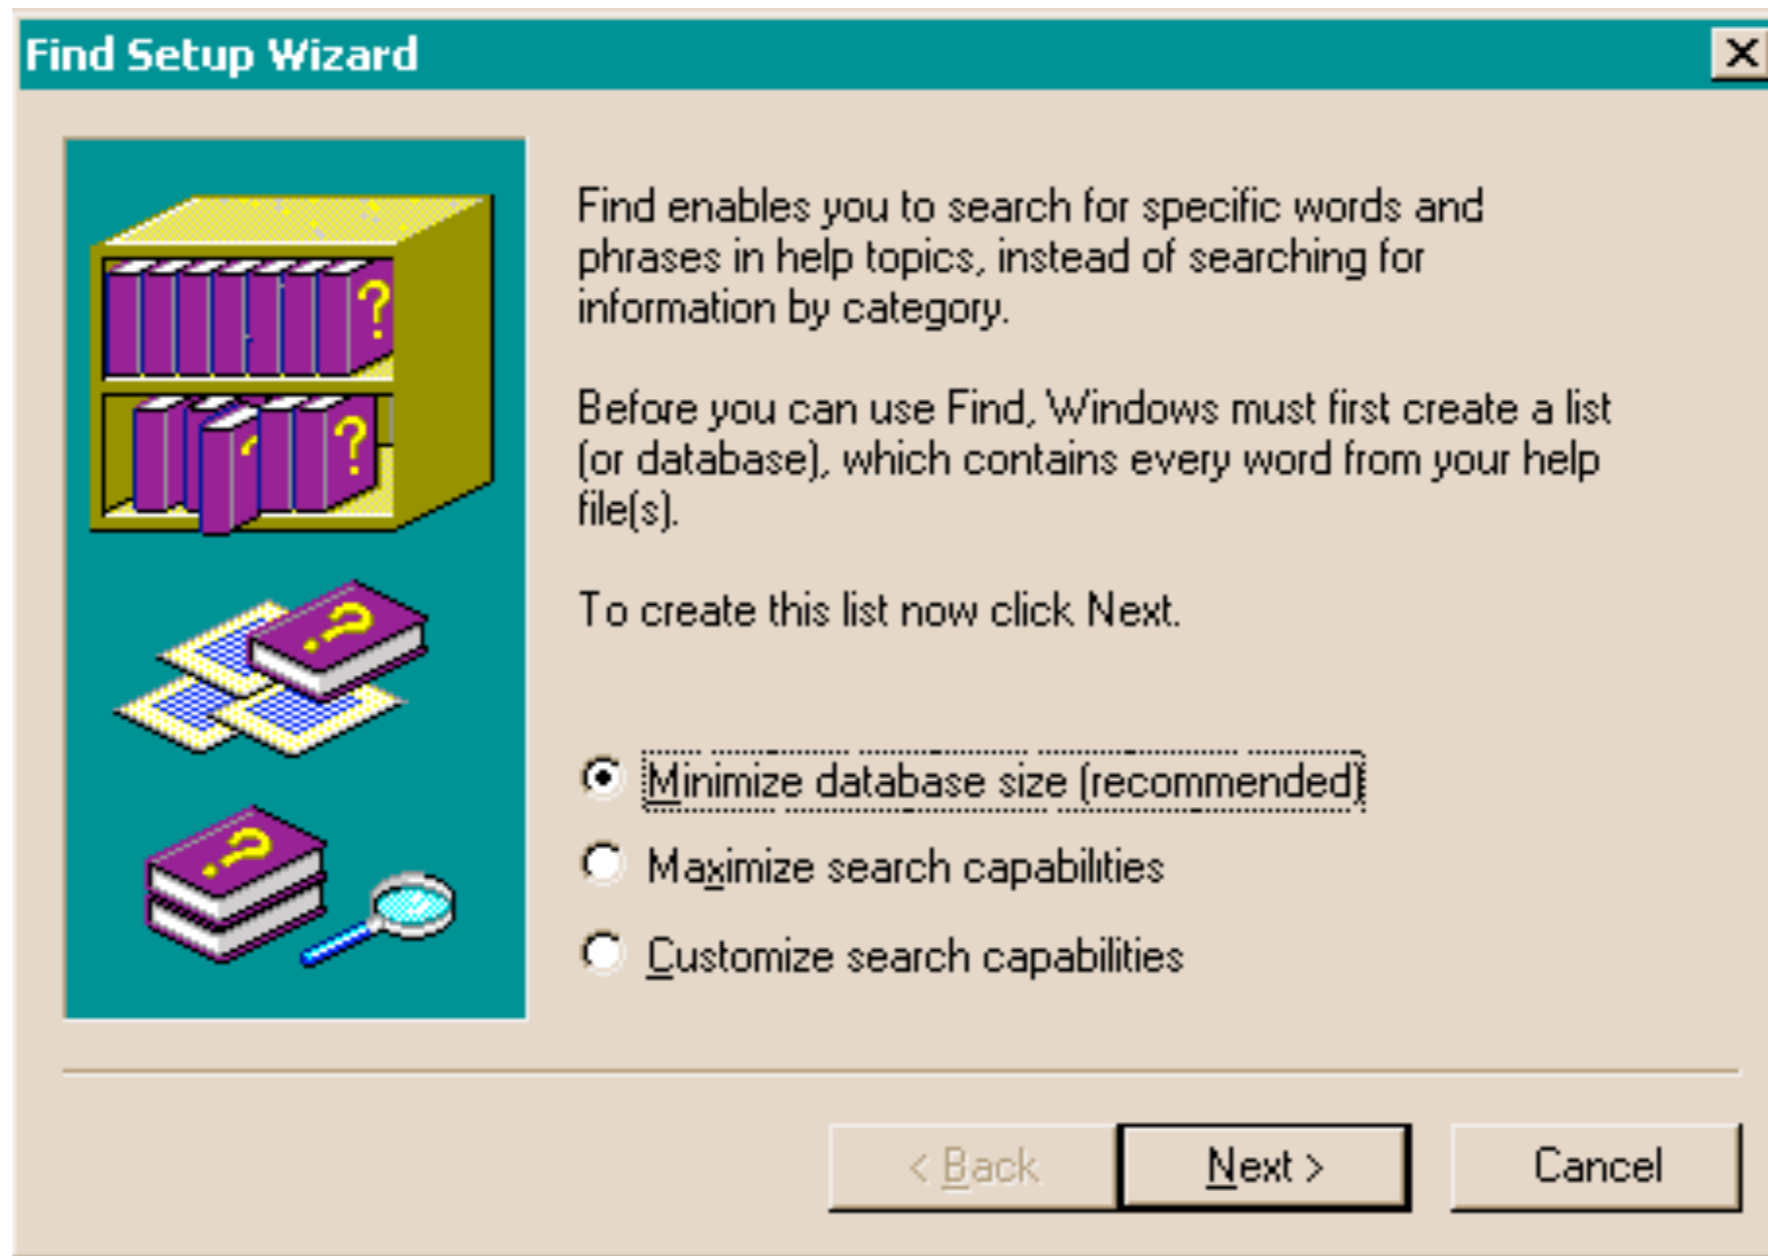 Find Setup Wizard
Find enables you to search for specific words and
phrases in help topics, instead of searching for
information by category.
Before you can use Find, Windows must first create a list
(or database), which contains every word from your help
file(s).
To create this list now click Next.
Minimize database size (recommended)
Maximize search capabilities
Customize search capabilities
< Back
Next >
Cancel